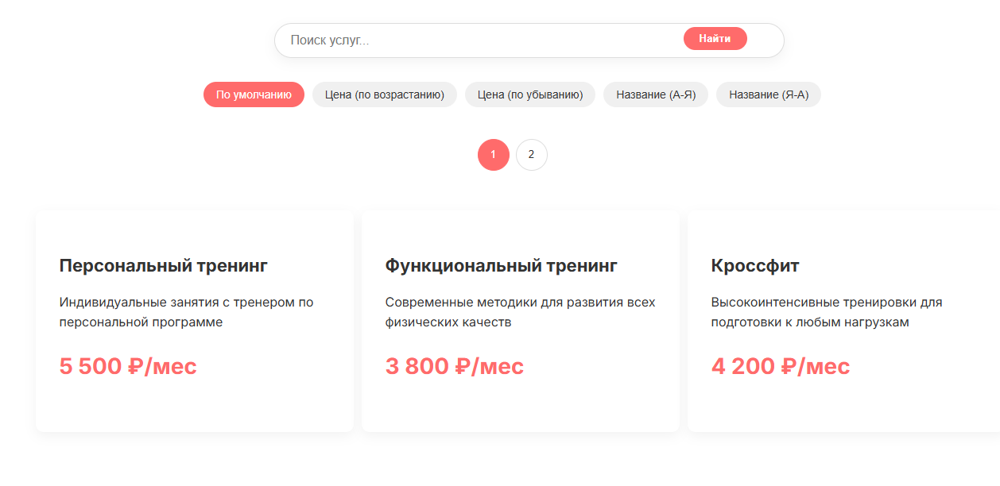 Поиск услуг...
Найти
По умолчанию
Цена (по возрастанию)
Цена (по убыванию)
Название (А-Я)
Название (Я-А)
1
2
Персональный тренинг
Индивидуальные занятия с тренером по
персональной программе
5 500 ₽/мес
Функциональный тренинг
Современные методики для развития всех
физических качеств
3 800 ₽/мес
Кроссфит
Высокоинтенсивные тренировки для
подготовки к любым нагрузкам
4 200 ₽/мес